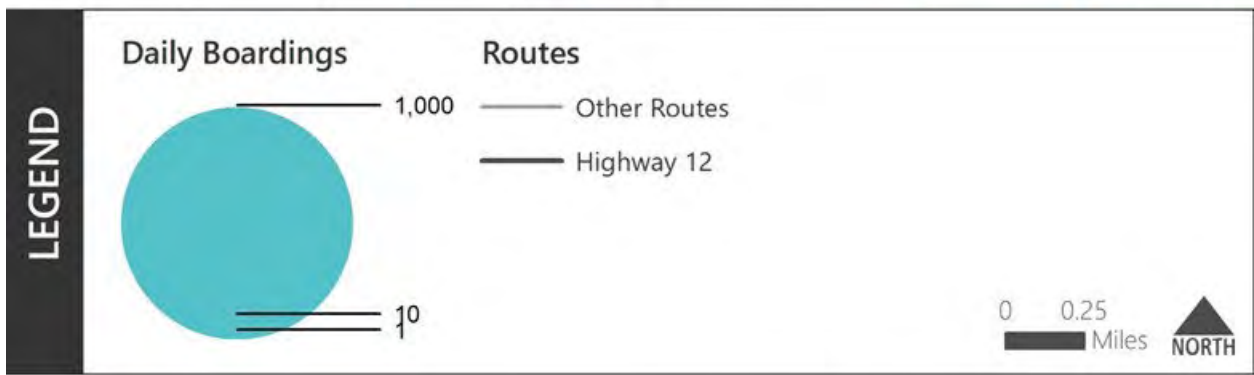 LEGEND
Daily Boardings
1,000
10
1
Routes
Other Routes
Highway 12
0 0.25
Miles
NORTH